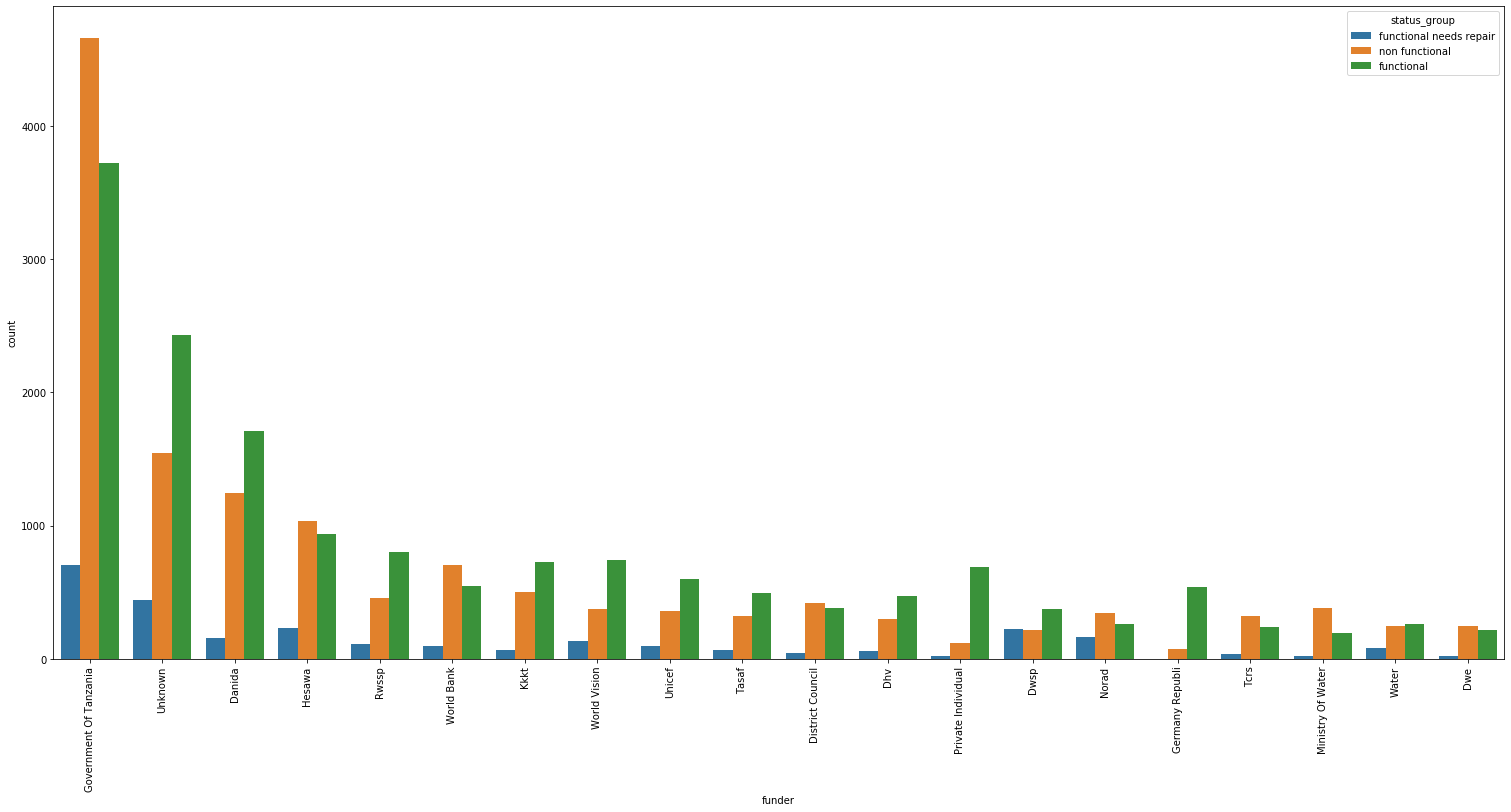 status_group
functional needs repair
non functional
functional
4000
3000
2000
1000
0
count
Government Of Tanzania
Unknown
Danida
Hesawa
Rwssp
World Bank
Kkkt
World Vision
Unicef
Tasaf
District Council
Dhv
Private Individual
Dwsp
Norad
Germany Republi
Tcrs
Ministry Of Water
Water
Dwe
funder